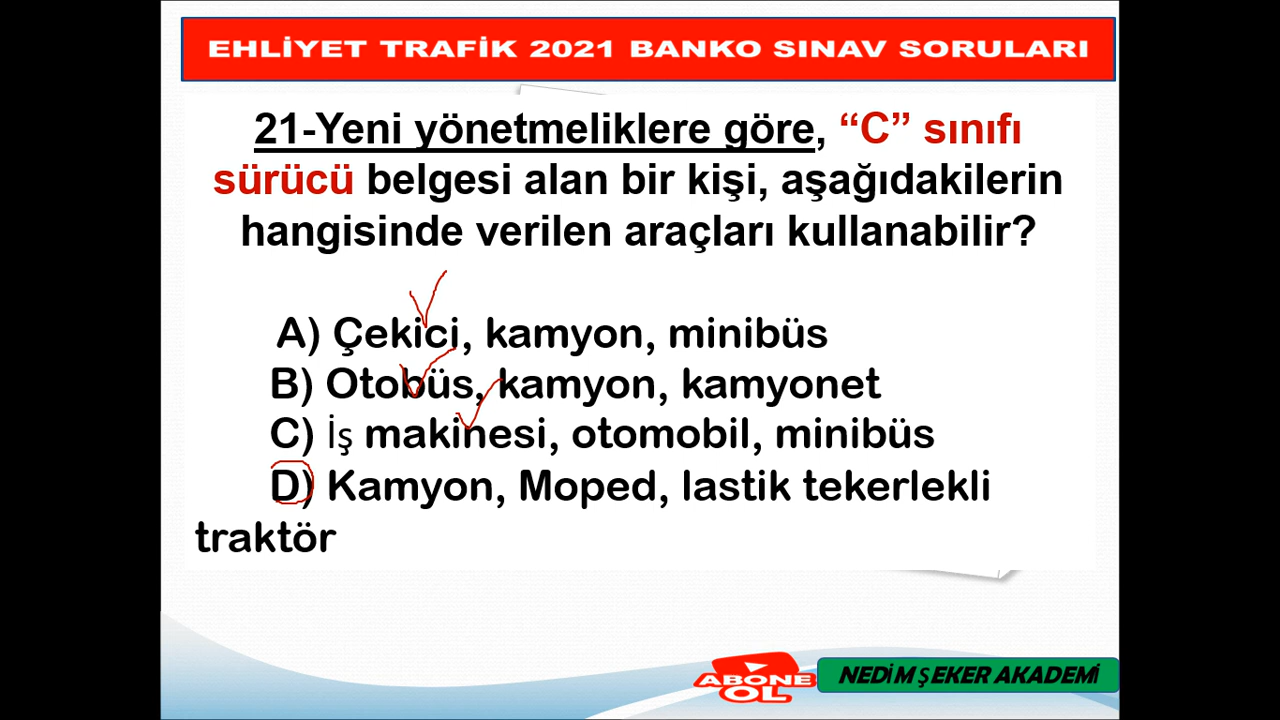 EHLİYET TRAFİK 2021 BANKO SINAV SORULARI
21-Yeni yönetmeliklere göre, “C” sınıfı
sürücü belgesi alan bir kişi, aşağıdakilerin
hangisinde verilen araçları kullanabilir?
A) Çekici, kamyon, minibüs
B) Otobüs, kamyon, kamyonet
C) İş makinesi, otomobil, minibüs
D) Kamyon, Moped, lastik tekerlekli
traktör
ABONE
OL
NEDİM ŞEKER AKADEMİ